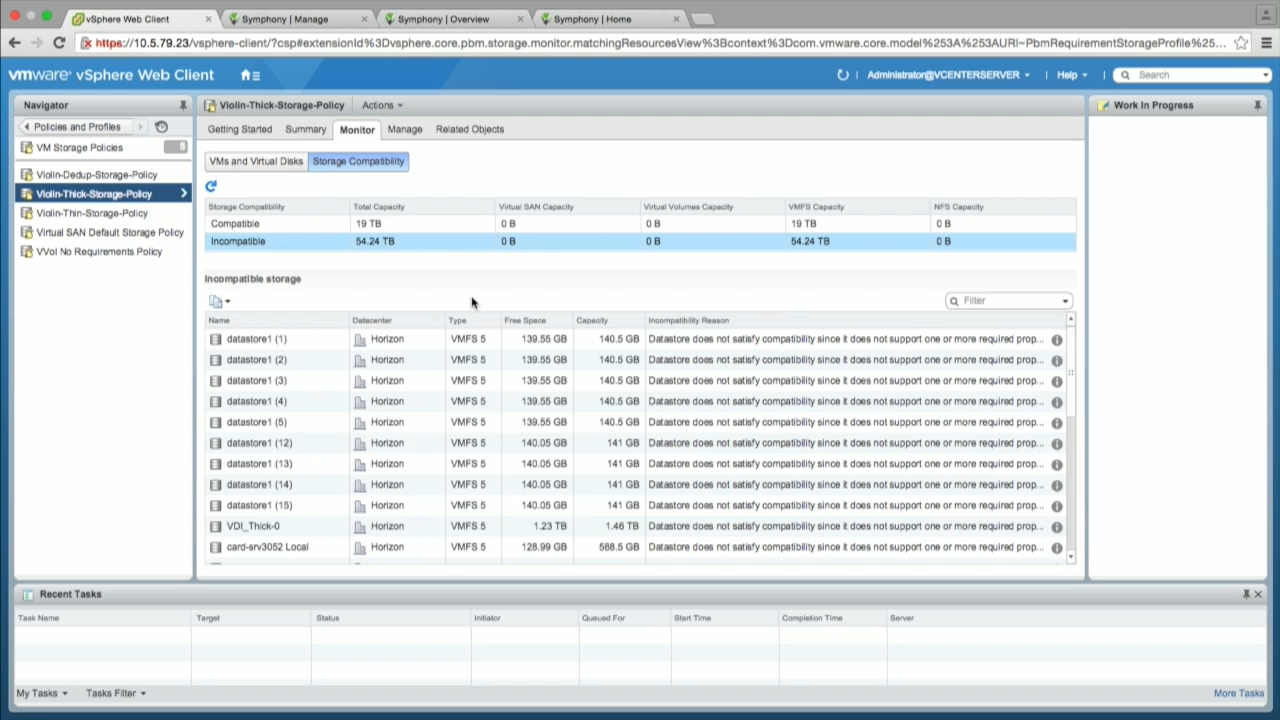 vSphere Web Client
Symphony | Manage
Symphony | Overview
Symphony | Home
https://10.5.79.23/vsphere-client/?csp#extensionId%3Dvsphere.core.pbm.storage.monitor.matchingResourcesView%3Bcontext%3Dcom.vmware.core.model%253A%253AURI~PbmRequirementStorageProfile%25...
vmware® vSphere Web Client
Administrator@VCENTERSERVER
Help
Search
Navigator
Policies and Profiles
VM Storage Policies 5
Violin-Dedup-Storage-Policy
Violin-Thick-Storage-Policy
Violin-Thin-Storage-Policy
Virtual SAN Default Storage Policy
VVol No Requirements Policy
Violin-Thick-Storage-Policy Actions
Getting Started Summary Monitor Manage Related Objects
VMs and Virtual Disks Storage Compatibility
Storage Compatibility Total Capacity Virtual SAN Capacity Virtual Volumes Capacity VMFS Capacity NFS Capacity
Compatible 19 TB 0 B 0 B 19 TB 0 B
Incompatible 54.24 TB 0 B 0 B 54.24 TB 0 B
Incompatible storage
Filter
Name Datacenter Type Free Space Capacity Incompatibility Reason
datastore1 (1) Horizon VMFS 5 139.55 GB 140.5 GB Datastore does not satisfy compatibility since it does not support one or more required prop...
datastore1 (2) Horizon VMFS 5 139.55 GB 140.5 GB Datastore does not satisfy compatibility since it does not support one or more required prop...
datastore1 (3) Horizon VMFS 5 139.55 GB 140.5 GB Datastore does not satisfy compatibility since it does not support one or more required prop...
datastore1 (4) Horizon VMFS 5 139.55 GB 140.5 GB Datastore does not satisfy compatibility since it does not support one or more required prop...
datastore1 (5) Horizon VMFS 5 139.55 GB 140.5 GB Datastore does not satisfy compatibility since it does not support one or more required prop...
datastore1 (12) Horizon VMFS 5 140.05 GB 141 GB Datastore does not satisfy compatibility since it does not support one or more required prop...
datastore1 (13) Horizon VMFS 5 140.05 GB 141 GB Datastore does not satisfy compatibility since it does not support one or more required prop...
datastore1 (14) Horizon VMFS 5 140.05 GB 141 GB Datastore does not satisfy compatibility since it does not support one or more required prop...
datastore1 (15) Horizon VMFS 5 140.05 GB 141 GB Datastore does not satisfy compatibility since it does not support one or more required prop...
VDI_Thick-0 Horizon VMFS 5 1.23 TB 1.46 TB Datastore does not satisfy compatibility since it does not support one or more required prop...
card-srv3052 Local Horizon VMFS 5 128.99 GB 588.5 GB Datastore does not satisfy compatibility since it does not support one or more required prop...
Work In Progress
Recent Tasks
Task Name Target Status Initiator Queued For Start Time Completion Time Server
My Tasks Tasks Filter More Tasks